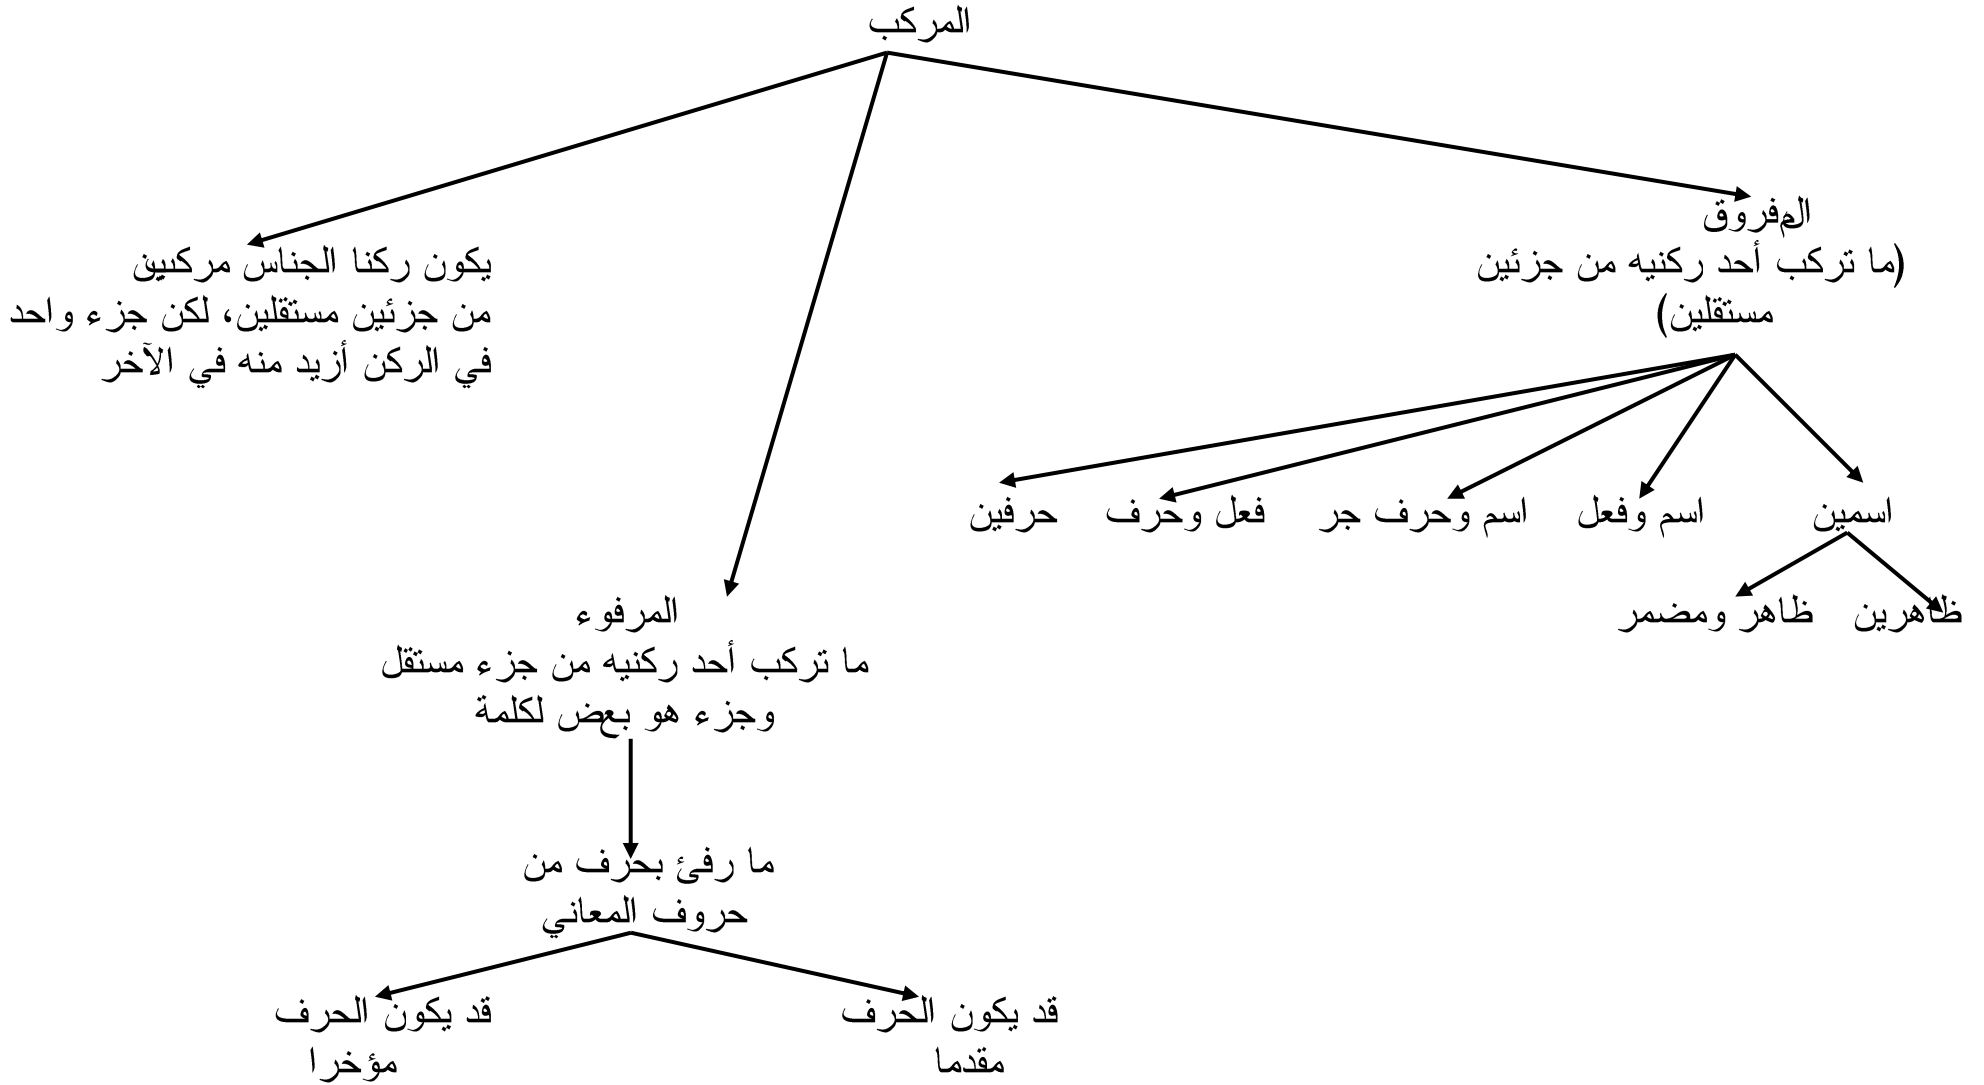 المركب
المفروق
(ما تركب أحد ركنيه من جزئين
مستقلين)
اسمين
اسم وفعل
اسم وحرف جر
فعل وحرف
حرفين
ظاهرين
ظاهر ومضمر
المرفوء
ما تركب أحد ركنيه من جزء مستقل
وجزء هو بعض لكلمة
ما رفئ بحرف من
حروف المعاني
قد يكون الحرف
مقدما
قد يكون الحرف
مؤخرا
يكون ركنا الجناس مركبين
من جزئين مستقلين، لكن جزء واحد
في الركن أزيد منه في الآخر